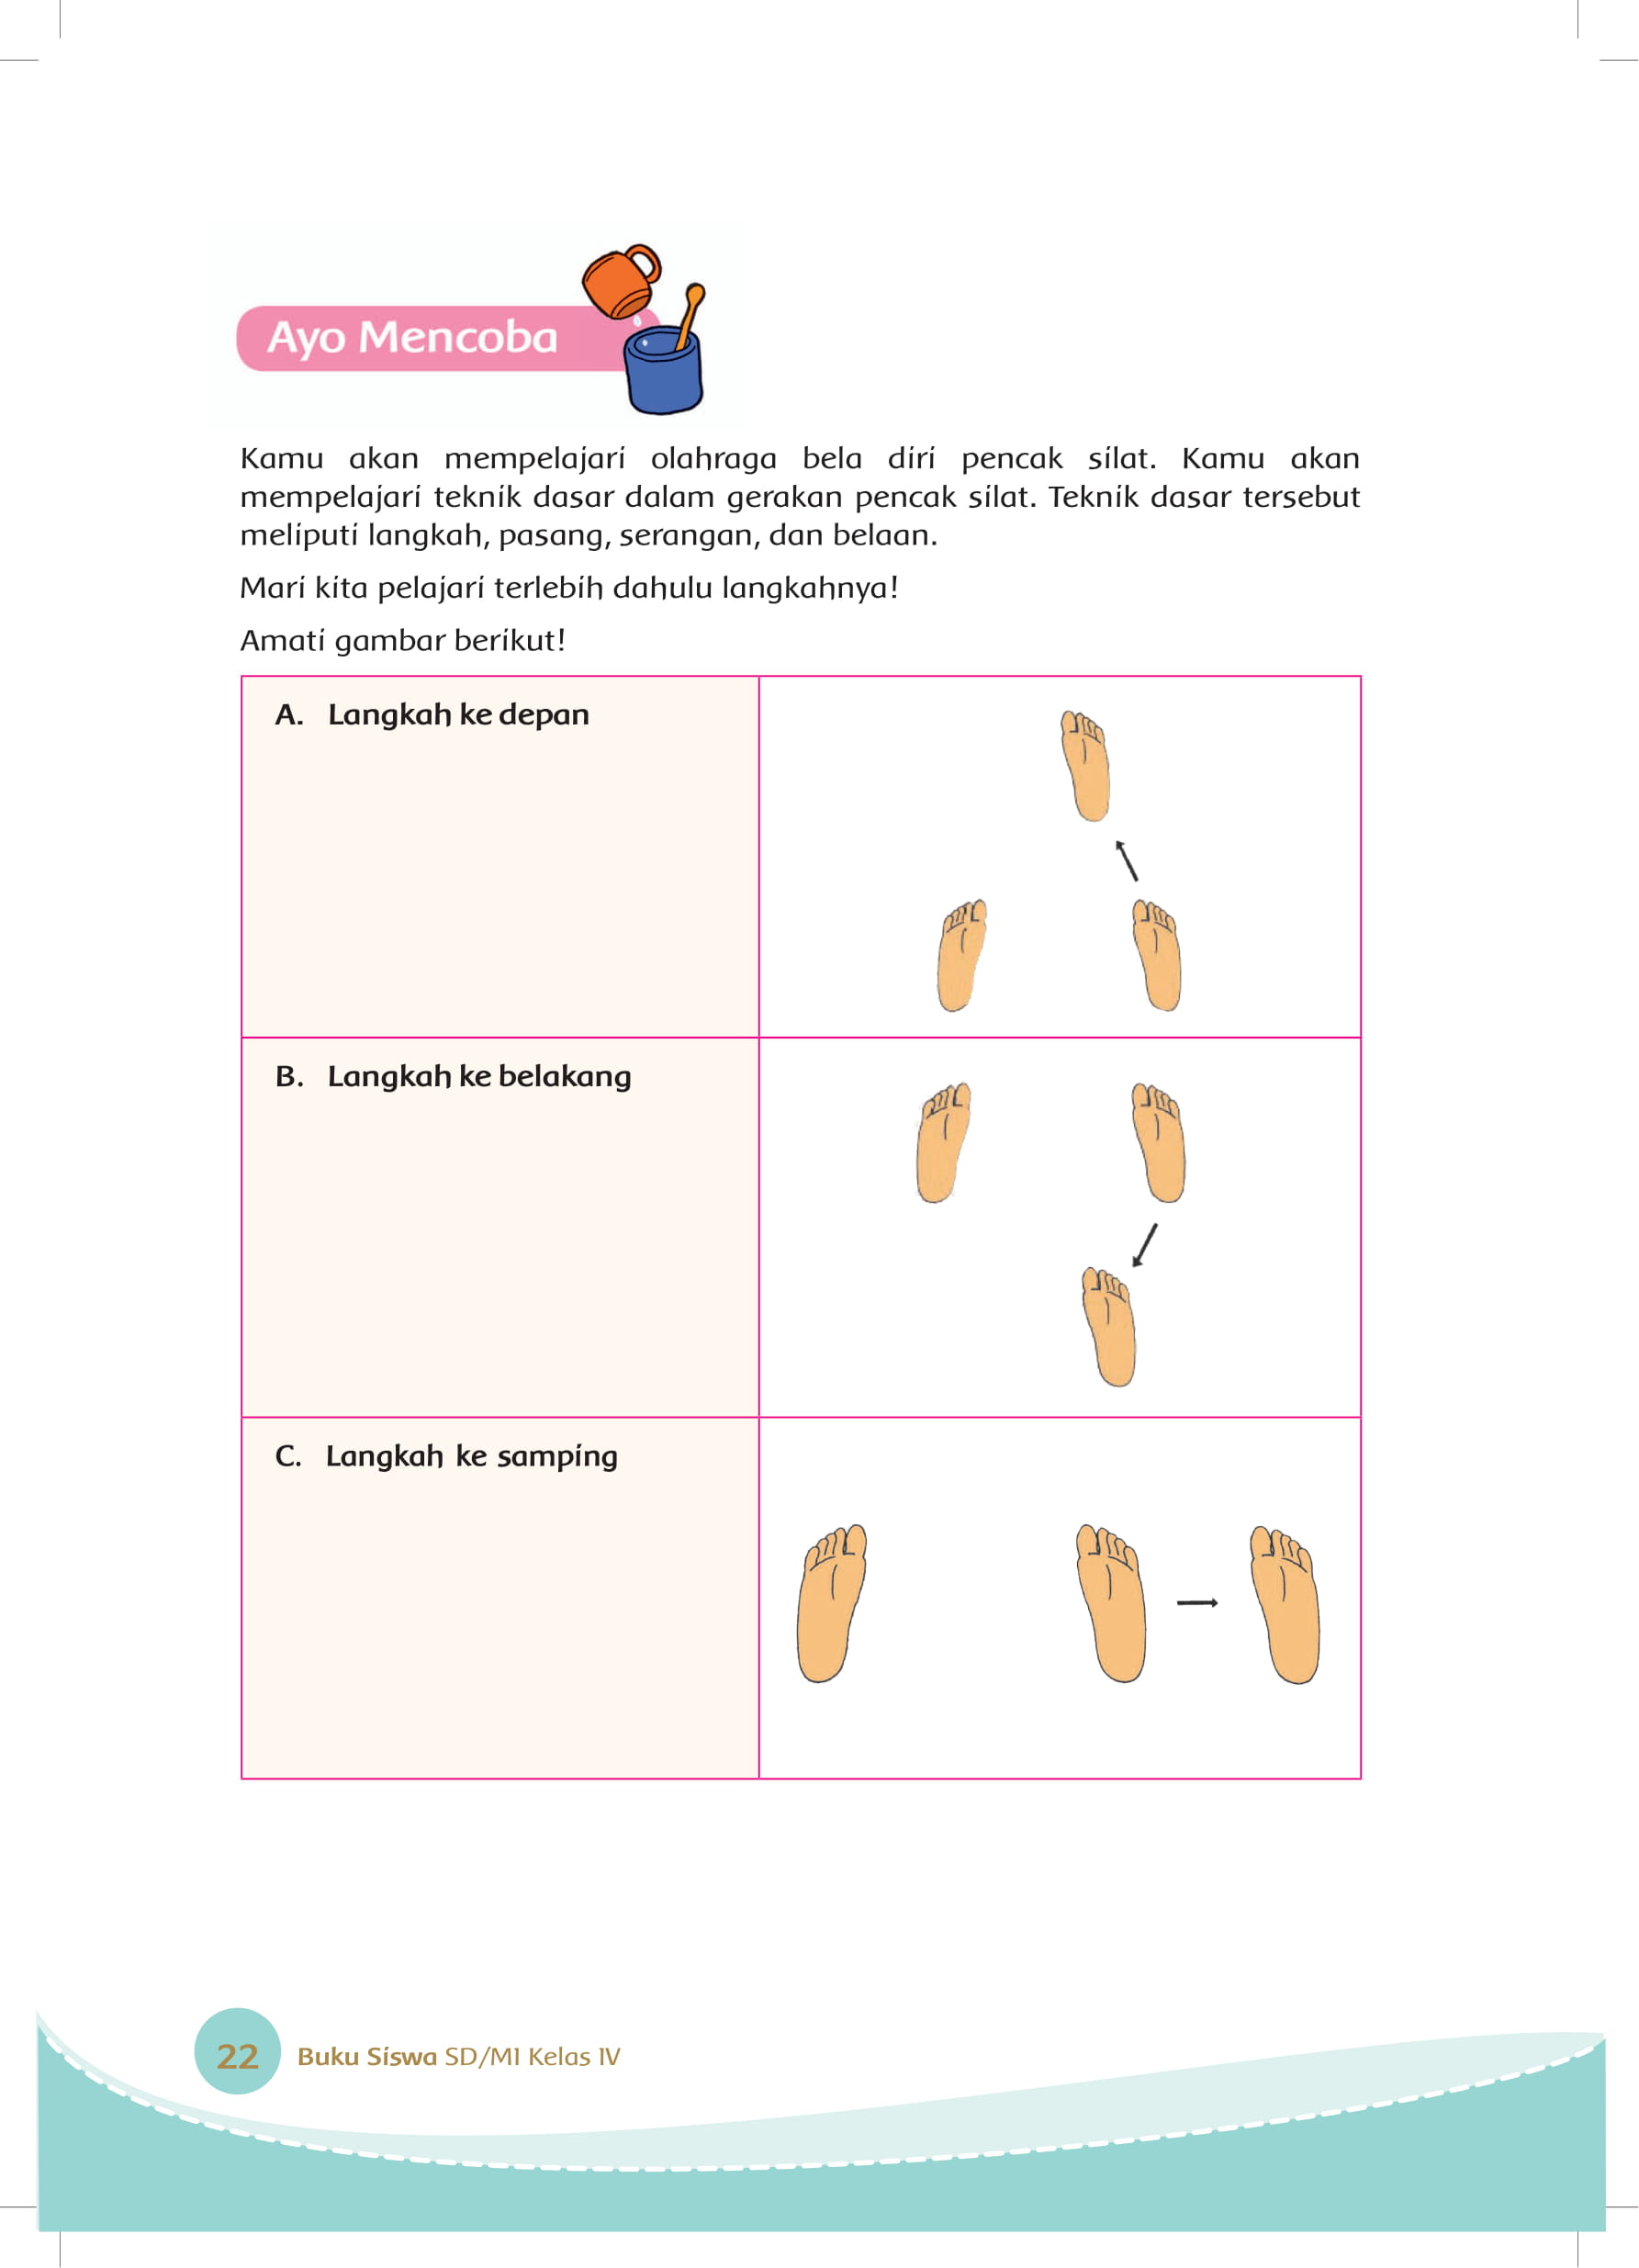 Ayo Mencoba
Kamu akan mempelajari olahraga bela diri pencak silat. Kamu akan
mempelajari teknik dasar dalam gerakan pencak silat. Teknik dasar tersebut
meliputi langkah, pasang, serangan, dan belaan.
Mari kita pelajari terlebih dahulu langkahnya!
Amati gambar berikut!
A. Langkah ke depan
B. Langkah ke belakang
C. Langkah ke samping
22 Buku Siswa SD/MI Kelas IV